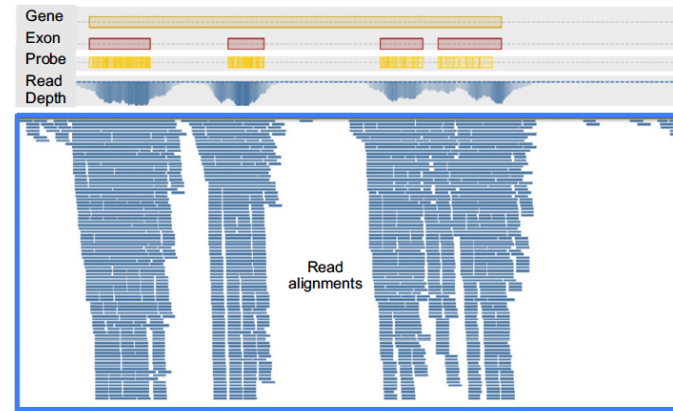 Gene
Exon
Probe
Read
Depth
Read
alignments